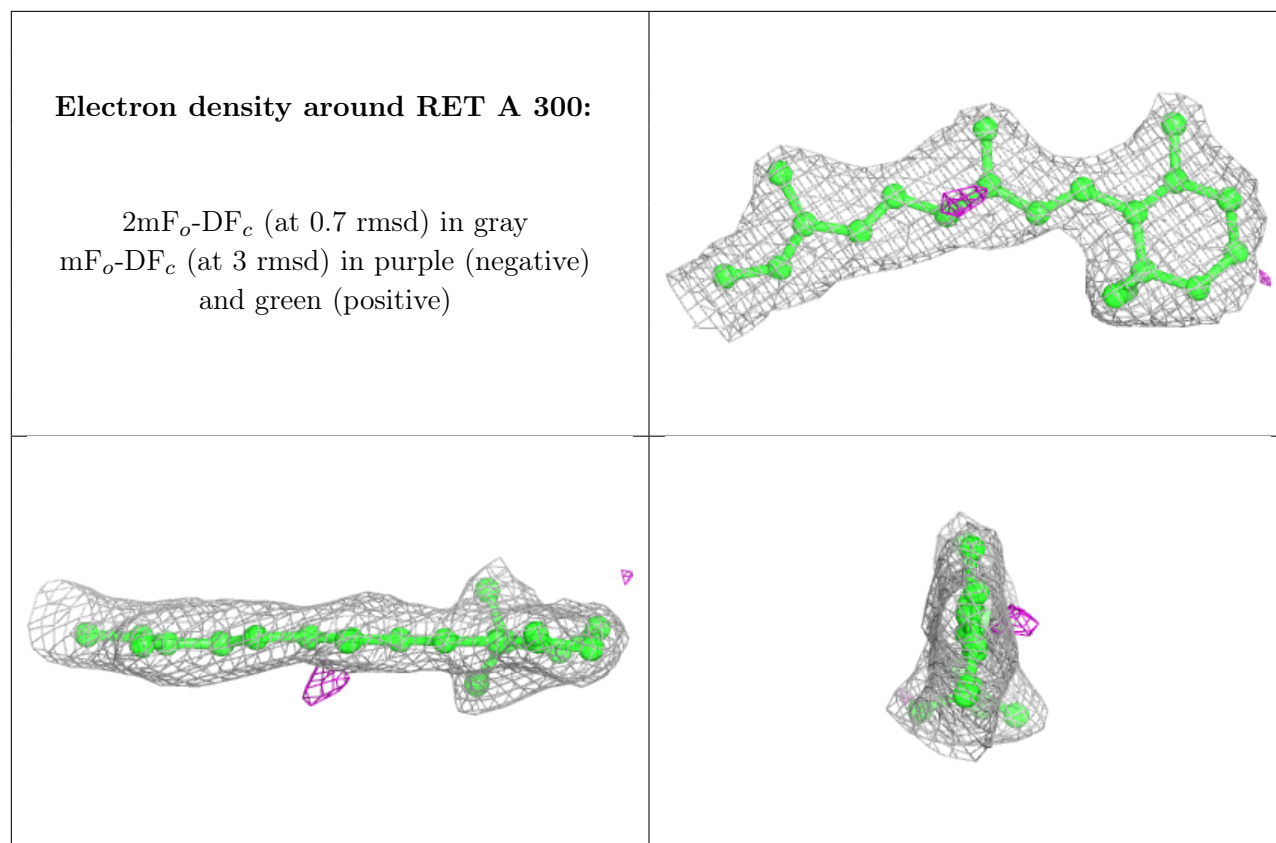 Electron density around RET A 300:
2mFo-DFc (at 0.7 rmsd) in gray
mFo-DFc (at 3 rmsd) in purple (negative)
and green (positive)